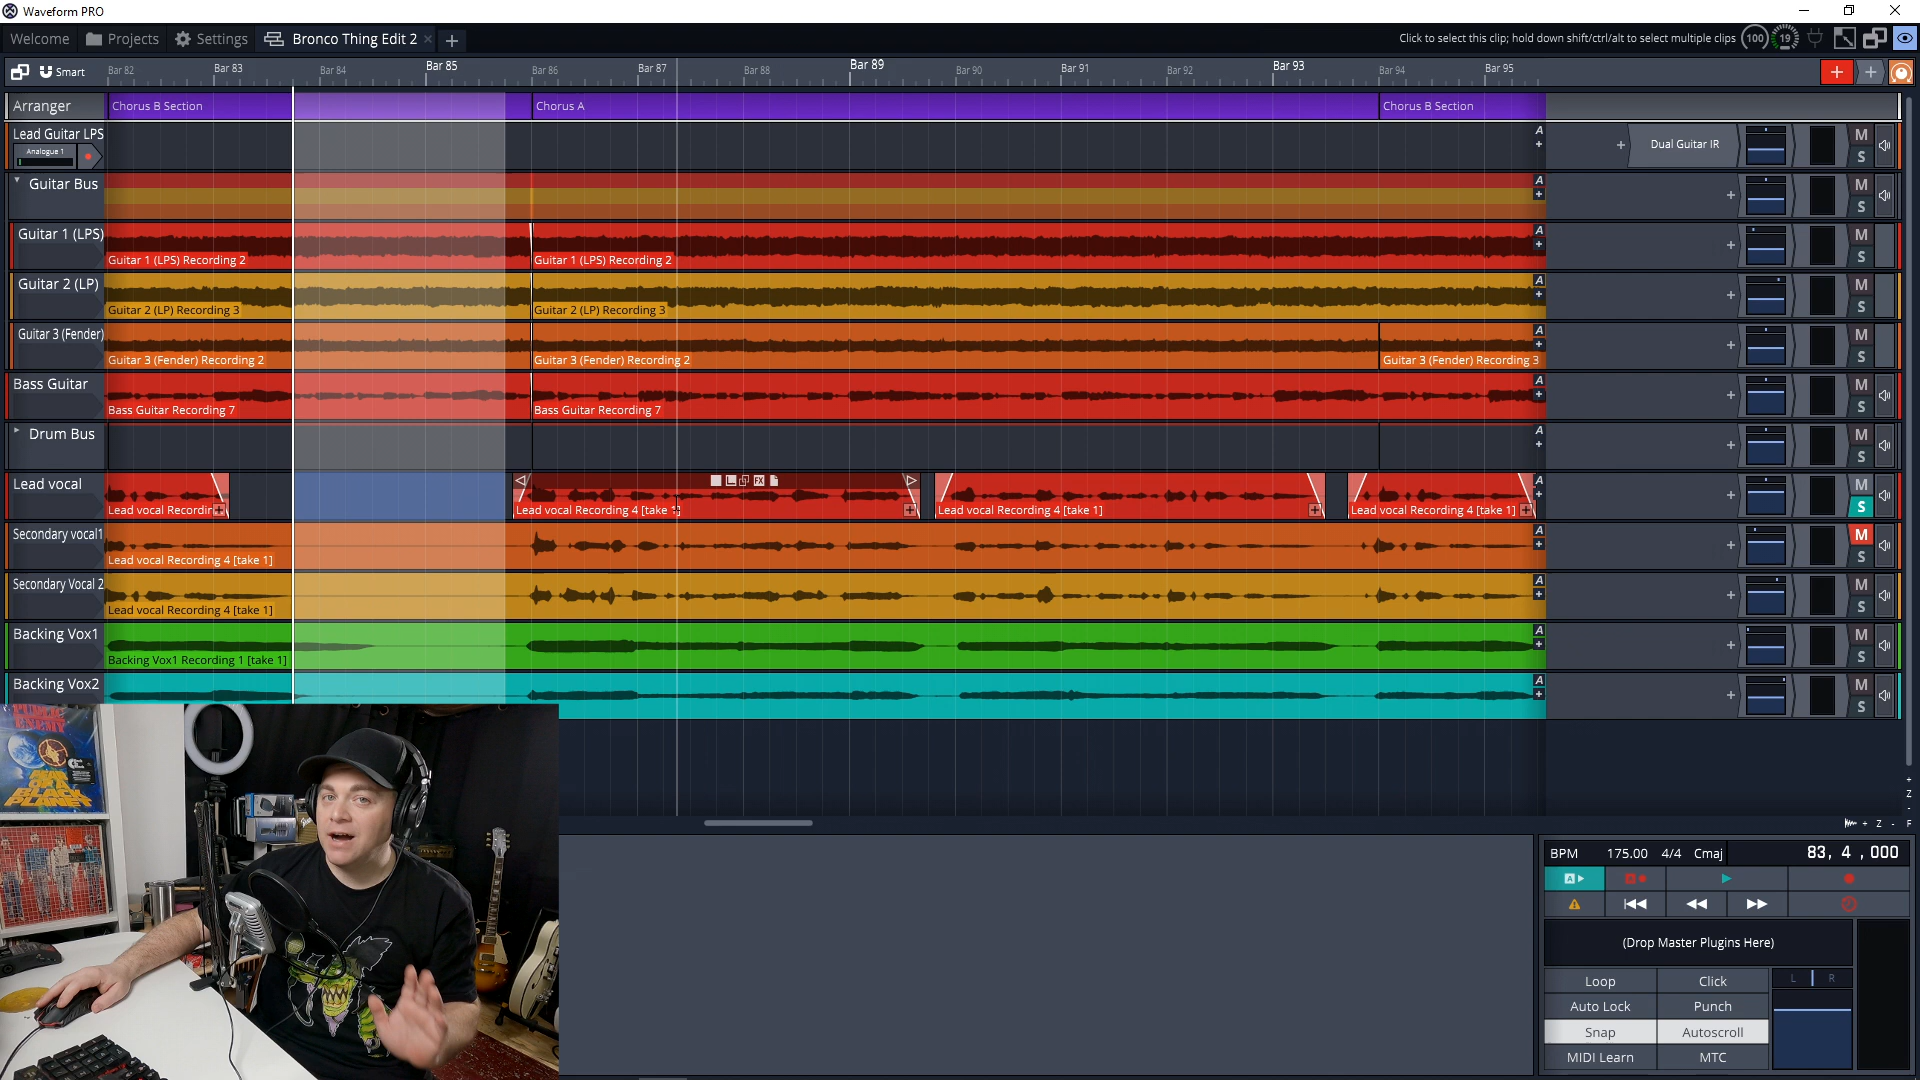 Waveform PRO
Welcome Projects Settings Bronco Thing Edit 2 × +
Click to select this clip; hold down shift/ctrl/alt to select multiple clips 100 19
Smart Bar 82 Bar 83 Bar 84 Bar 85 Bar 86 Bar 87 Bar 88 Bar 89 Bar 90 Bar 91 Bar 92 Bar 93 Bar 94 Bar 95
Arranger Chorus B Section Chorus A Chorus B Section
Lead Guitar LPS A M
Analogue 1 + + Dual Guitar IR S
Guitar Bus A M
+ + S
Guitar 1 (LPS) A M
Guitar 1 (LPS) Recording 2 Guitar 1 (LPS) Recording 2 + + S
Guitar 2 (LP) A M
Guitar 2 (LP) Recording 3 Guitar 2 (LP) Recording 3 + + S
Guitar 3 (Fender) A M
Guitar 3 (Fender) Recording 2 Guitar 3 (Fender) Recording 2 Guitar 3 (Fender) Recording 3 + + S
Bass Guitar A M
Bass Guitar Recording 7 Bass Guitar Recording 7 + + S
Drum Bus A M
+ + S
Lead vocal FX A M
Lead vocal Recordin + Lead vocal Recording 4 [take 1] + Lead vocal Recording 4 [take 1] + Lead vocal Recording 4 [take 1] + + + S
Secondary vocal1 A M
Lead vocal Recording 4 [take 1] + + S
Secondary Vocal 2 A M
Lead vocal Recording 4 [take 1] + + S
Backing Vox1 A M
Backing Vox1 Recording 1 [take 1] + + S
Backing Vox2 A M
+ + S
+ Z -
+ Z - F
BPM 175.00 4/4 Cmaj 83, 4 , 000
A
(Drop Master Plugins Here)
Loop Click L R
Auto Lock Punch
Snap Autoscroll
MIDI Learn MTC
PUBLIC ENEMY
FEAR OF A
BLACK
PLANET